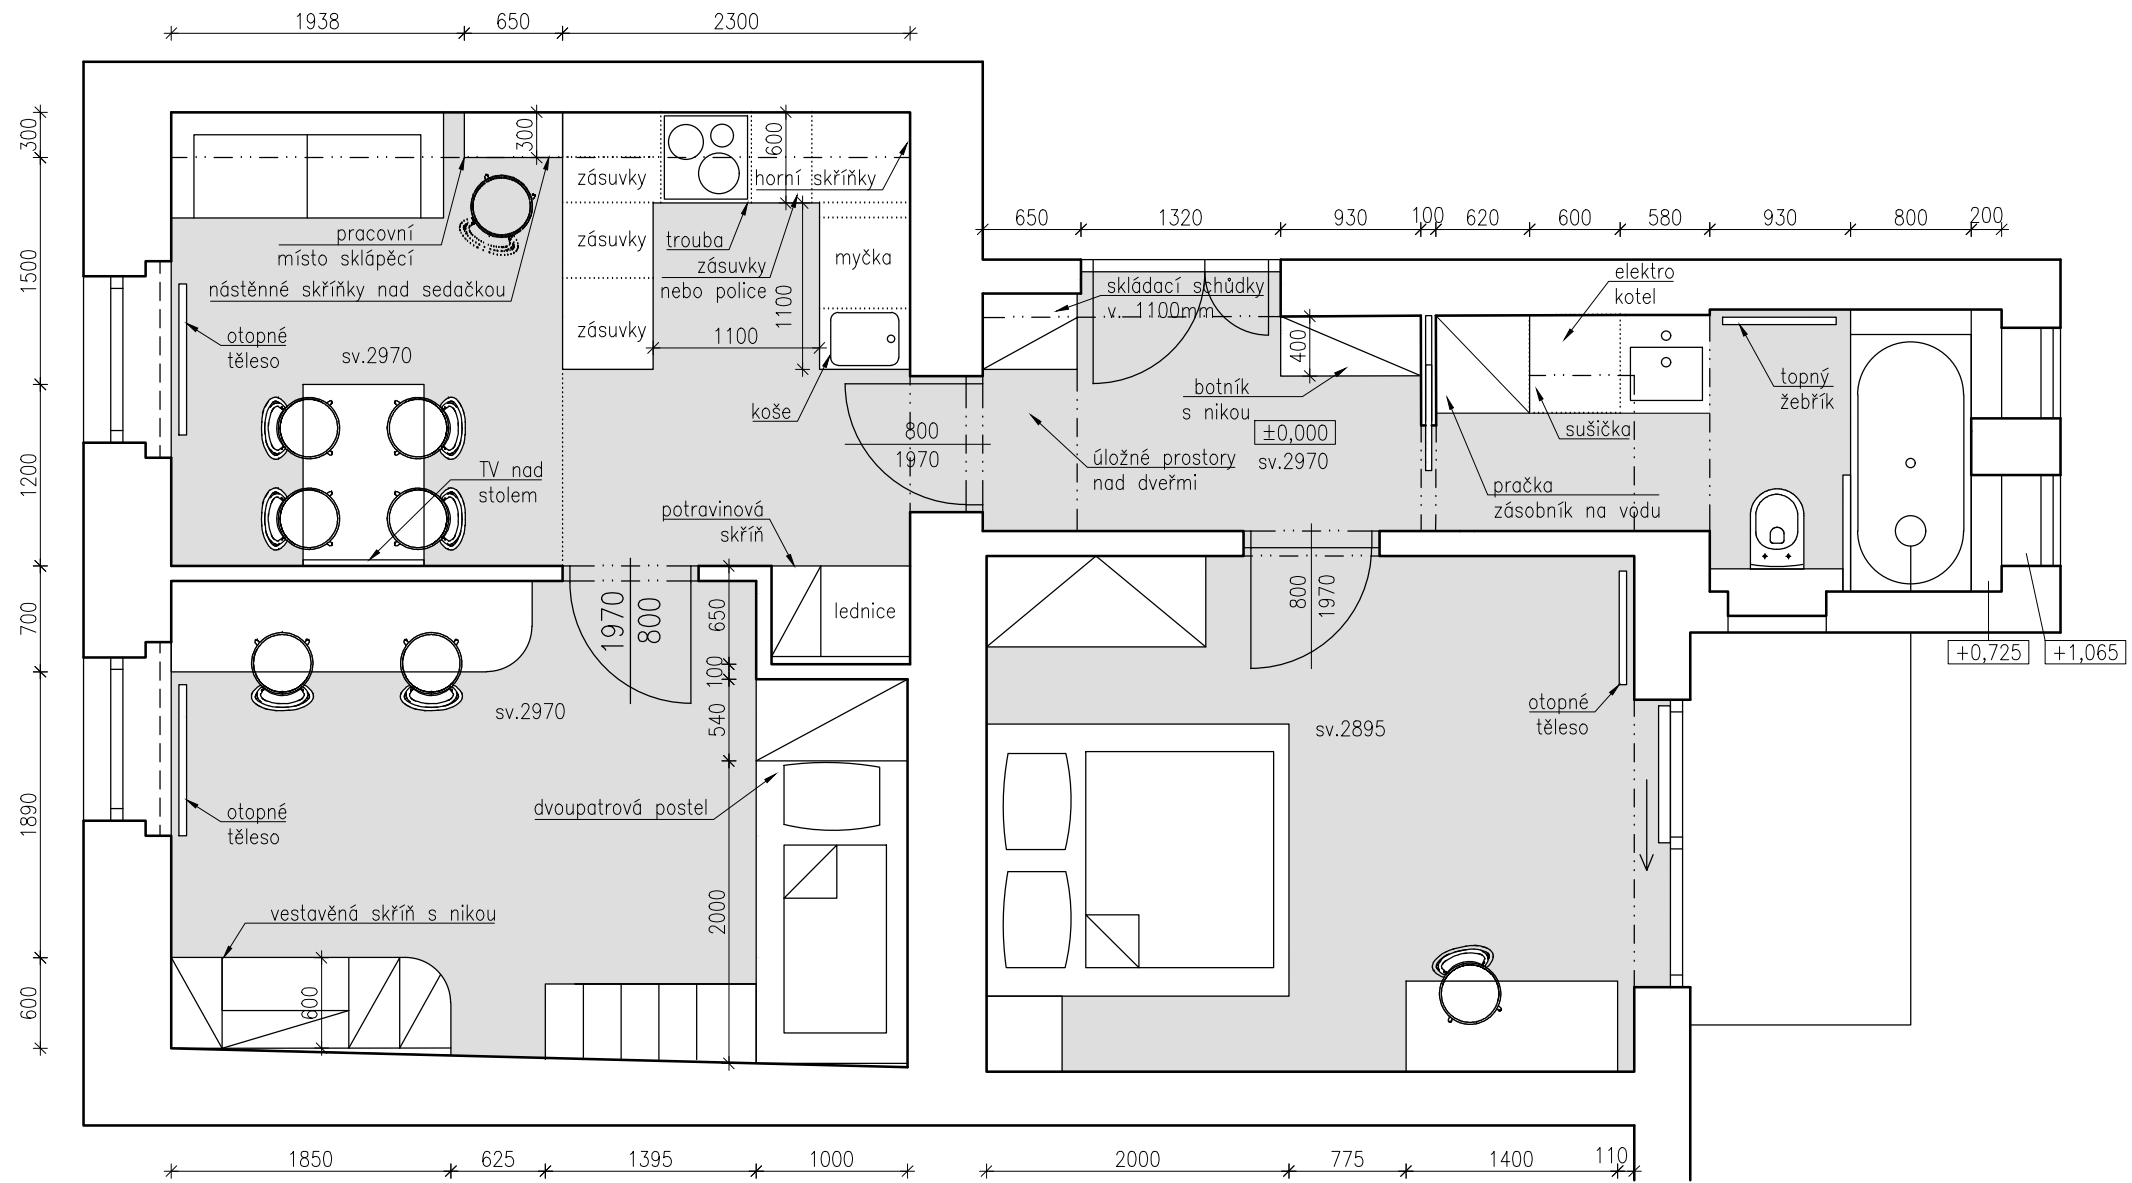 1938 650 2300
300
300
600
zásuvky
horní skříňky
650 1320 930 100 620 600 580 930 800 200
pracovní
místo sklápěcí
zásuvky
trouba
zásuvky
nebo police
myčka
1500
nástěnné skříňky nad sedačkou
1100
skládací schůdky
v. 1100mm
elektro
kotel
otopné
těleso
sv.2970
zásuvky
1100
400
koše
botník
s nikou
topný
žebřík
800
1970
±0,000
sv.2970
sušička
1200
TV nad
stolem
úložné prostory
nad dveřmi
pračka
zásobník na vodu
potravinová
skříň
700
1970
800
650
lednice
800
1970
+0,725
+1,065
100
sv.2970
540
otopné
těleso
sv.2895
1890
otopné
těleso
dvoupatrová postel
2000
vestavěná skříň s nikou
600
600
1850 625 1395 1000 2000 775 1400 110